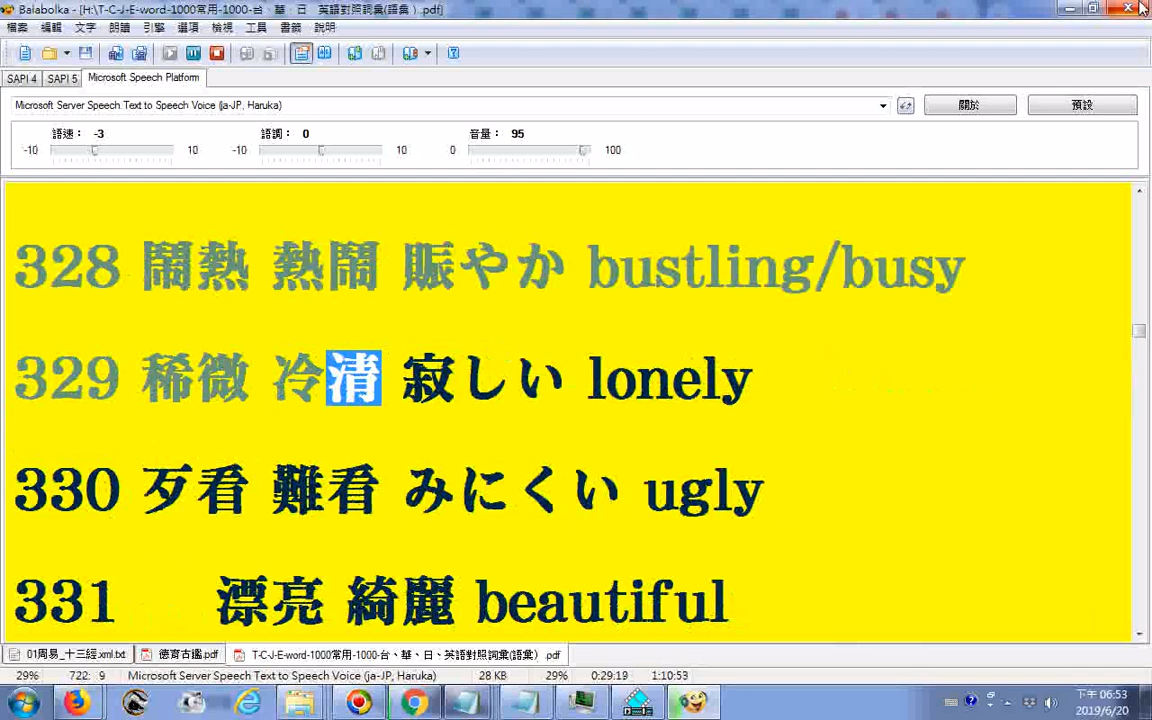 Balabolka - [H:\T-C-J-E-word-1000常用-1000-台、華、日、英語對照詞彙(語彙 ).pdf]
檔案 編輯 文字 朗讀 引擎 選項 檢視 工具 書籤 說明
SAPI 4 SAPI 5 Microsoft Speech Platform
Microsoft Server Speech Text to Speech Voice (ja-JP, Haruka) 關於 預設
語速： -3 語調： 0 音量： 95
-10 10 -10 10 0 100
328 鬧熱 熱鬧 賑やか bustling/busy
329 稀微 冷清 寂しい lonely
330 歹看 難看 みにくい ugly
331 漂亮 綺麗 beautiful
01周易_十三經.xml.txt 德育古鑑.pdf T-C-J-E-word-1000常用-1000-台、華、日、英語對照詞彙(語彙 ).pdf
29% 722: 9 Microsoft Server Speech Text to Speech Voice (ja-JP, Haruka) 28 KB 29% 0:29:19 1:10:53
下午 06:53
2019/6/20